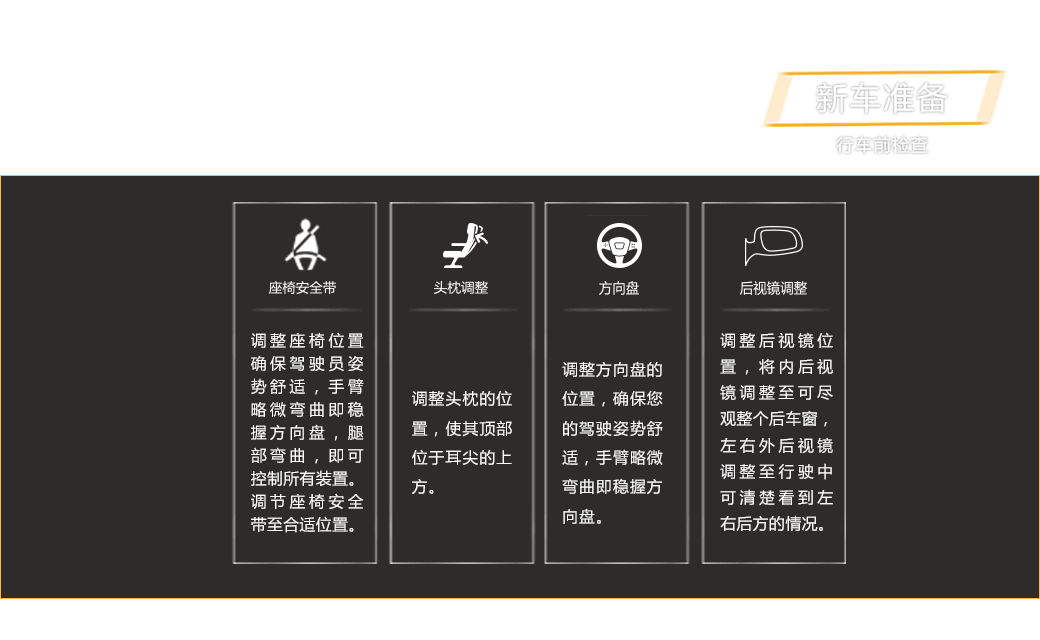 新车准备
行车前检查
座椅安全带
调整座椅位置
确保驾驶员姿
势舒适，手臂
略微弯曲即稳
握方向盘，腿
部弯曲，即可
控制所有装置。
调节座椅安全
带至合适位置。
头枕调整
调整头枕的位
置，使其顶部
位于耳尖的上
方。
方向盘
调整方向盘的
位置，确保您
的驾驶姿势舒
适，手臂略微
弯曲即稳握方
向盘。
后视镜调整
调整后视镜位
置，将内后视
镜调整至可尽
观整个后车窗，
左右外后视镜
调整至行驶中
可清楚看到左
右后方的情况。